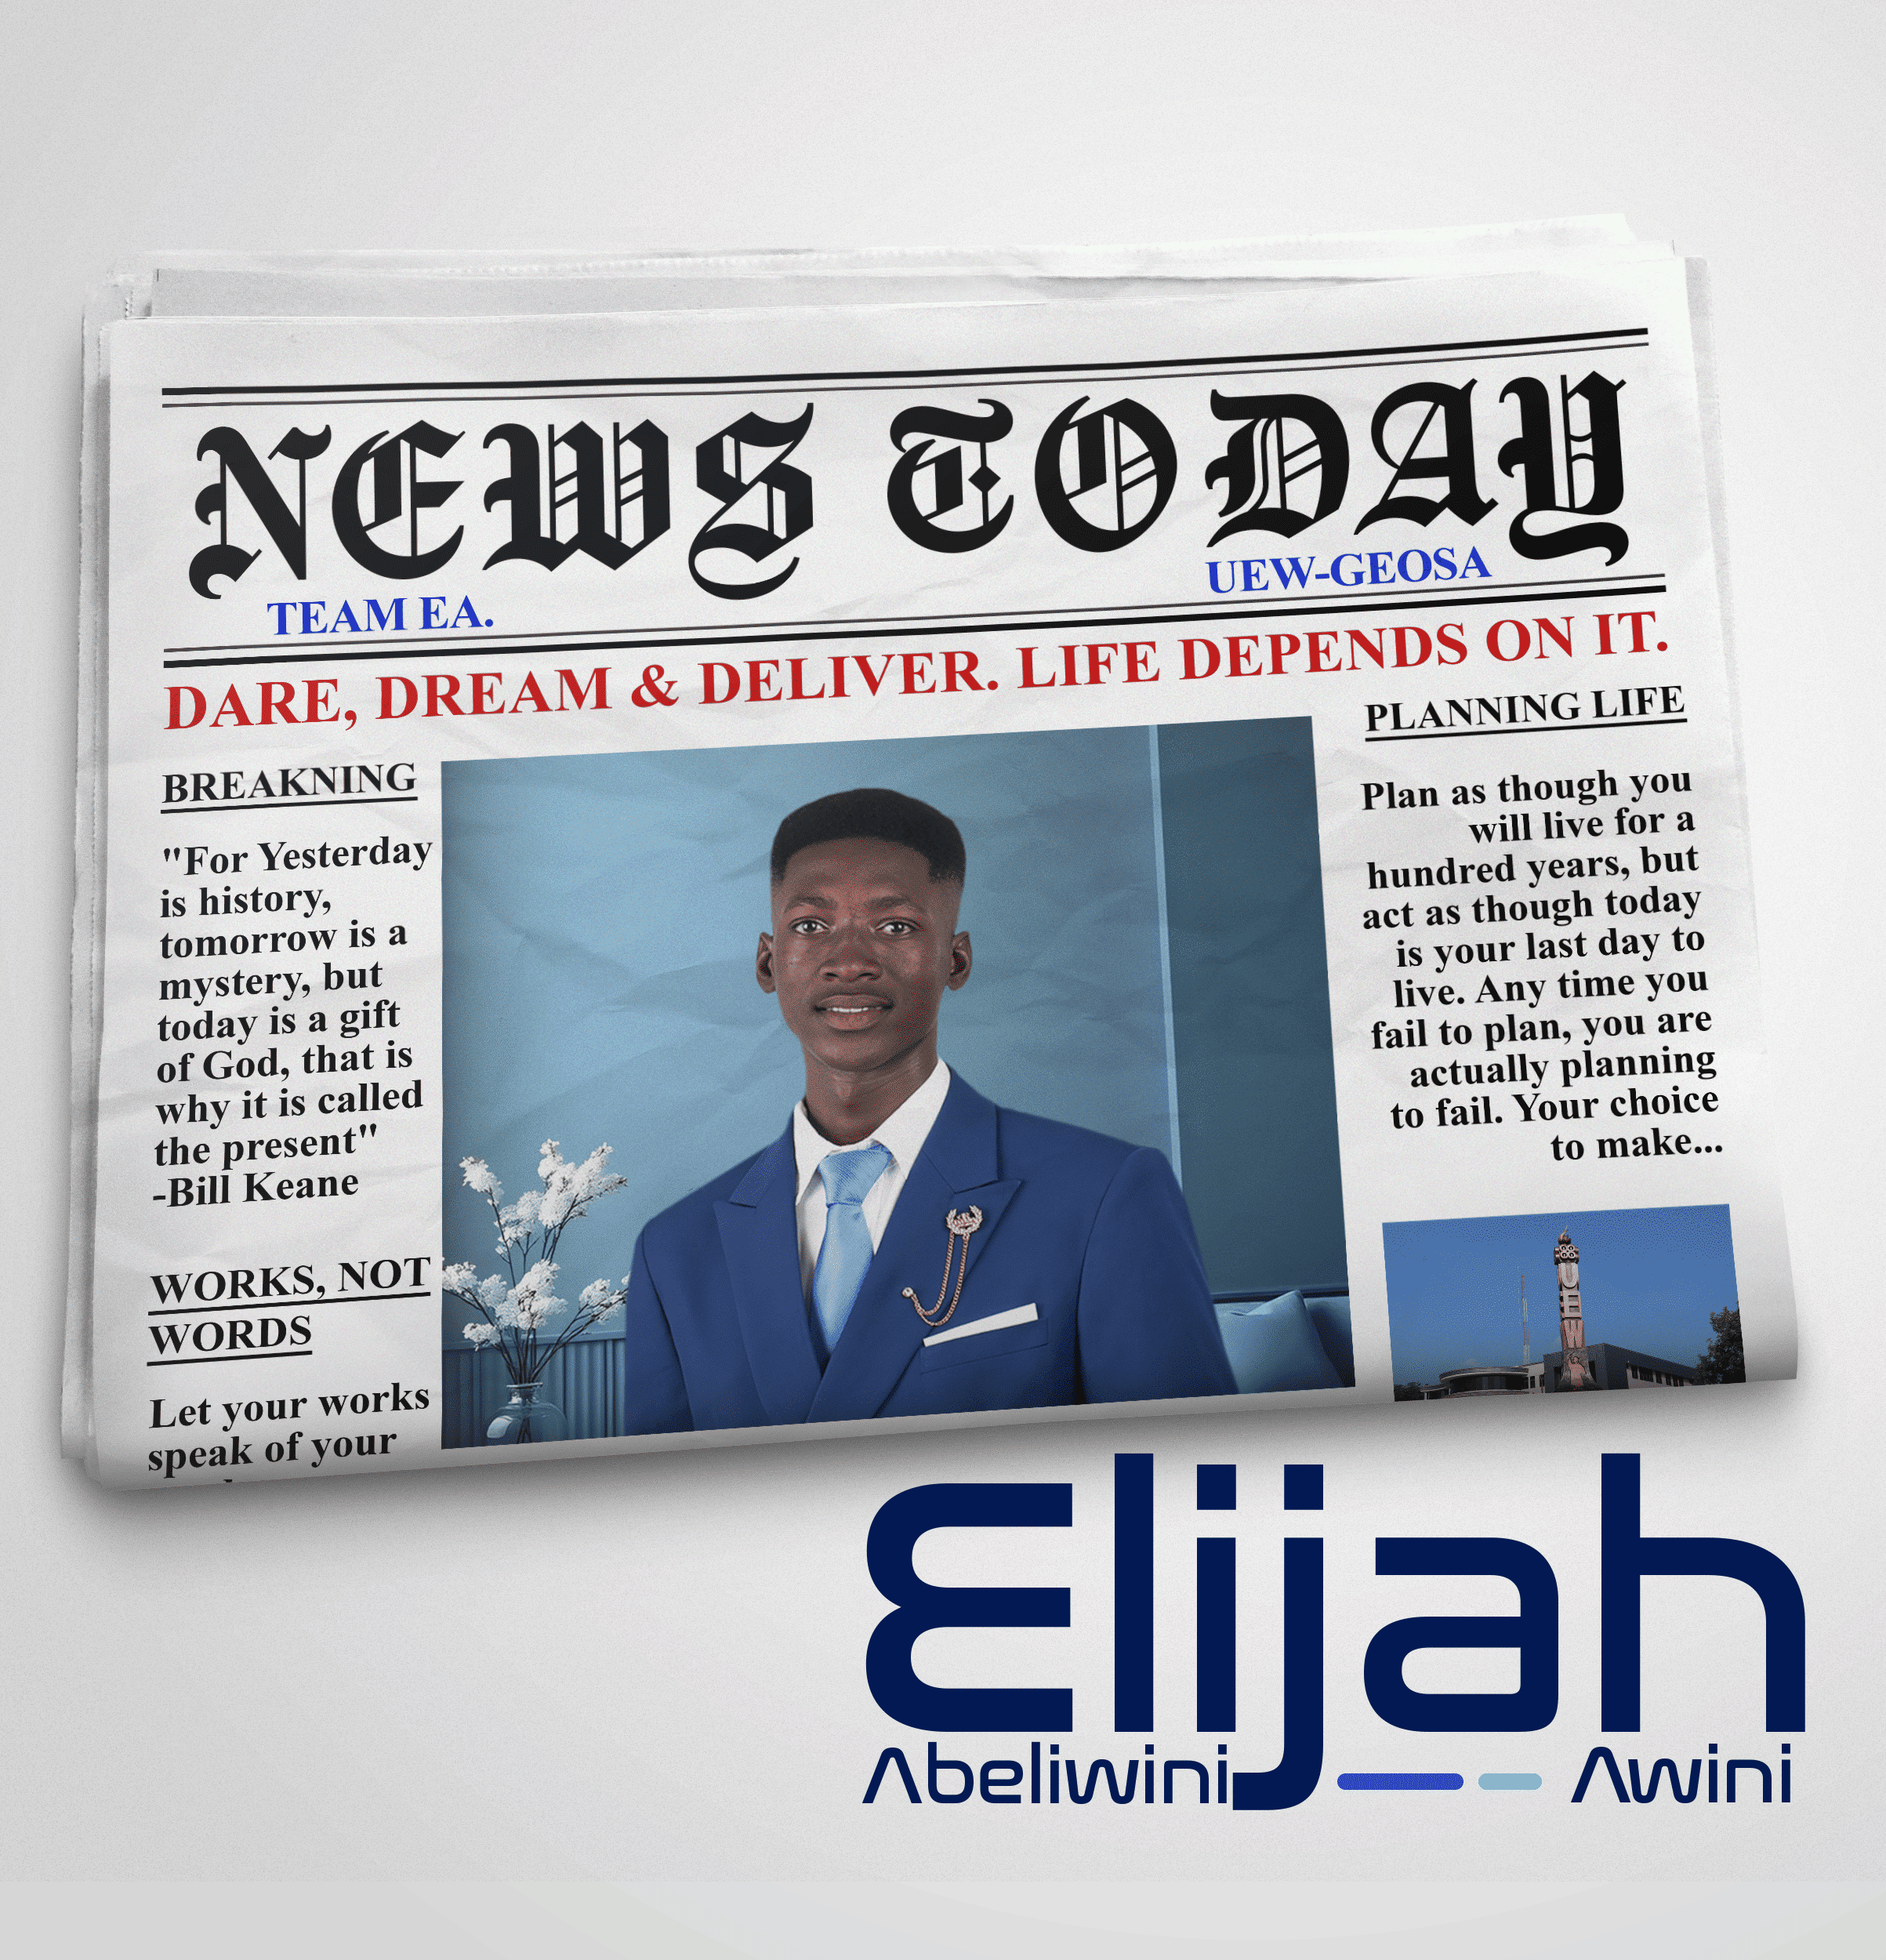 NEWS TODAY
TEAM EA.
UEW-GEOSA
DARE, DREAM & DELIVER. LIFE DEPENDS ON IT.
BREAKNING
"For Yesterday
is history,
tomorrow is a
mystery, but
today is a gift
of God, that is
why it is called
the present"
-Bill Keane
WORKS, NOT
WORDS
Let your works
speak of your
PLANNING LIFE
Plan as though you
will live for a
hundred years, but
act as though today
is your last day to
live. Any time you
fail to plan, you are
actually planning
to fail. Your choice
to make...
UEW
Elijah
Abeliwini
Awini